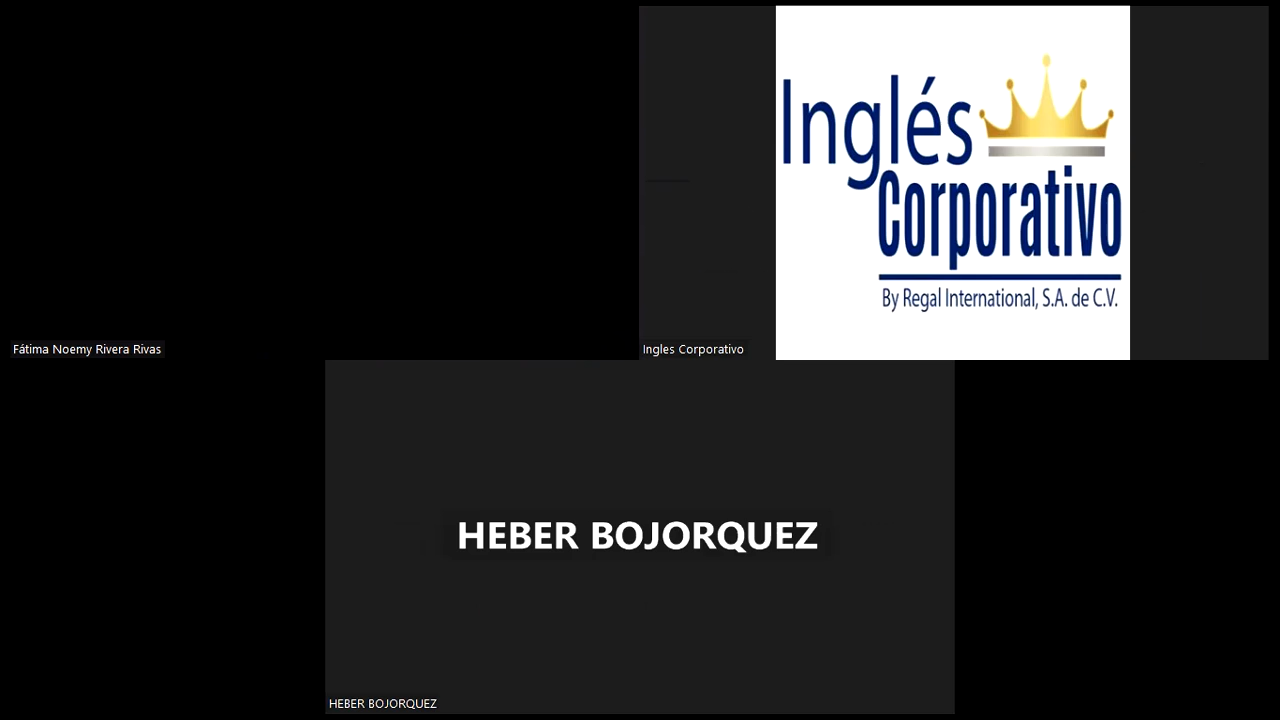 Inglés
Corporativo
By Regal International, S.A. de C.V.
Fátima Noemy Rivera Rivas
Ingles Corporativo
HEBER BOJORQUEZ
HEBER BOJORQUEZ